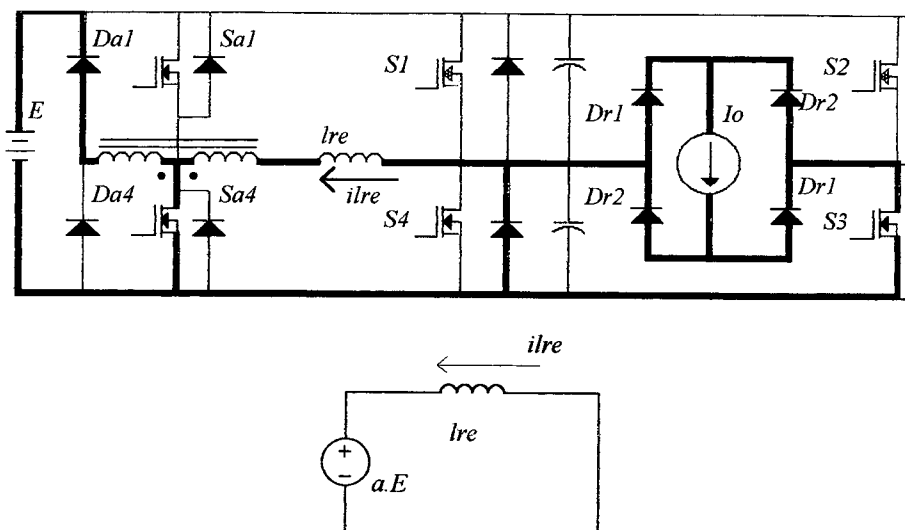 Da1
Sa1
S1
S2
Dr1
Dr2
E
Io
lre
ilre
Da4
Sa4
S4
Dr2
Dr1
S3
ilre
lre
a.E